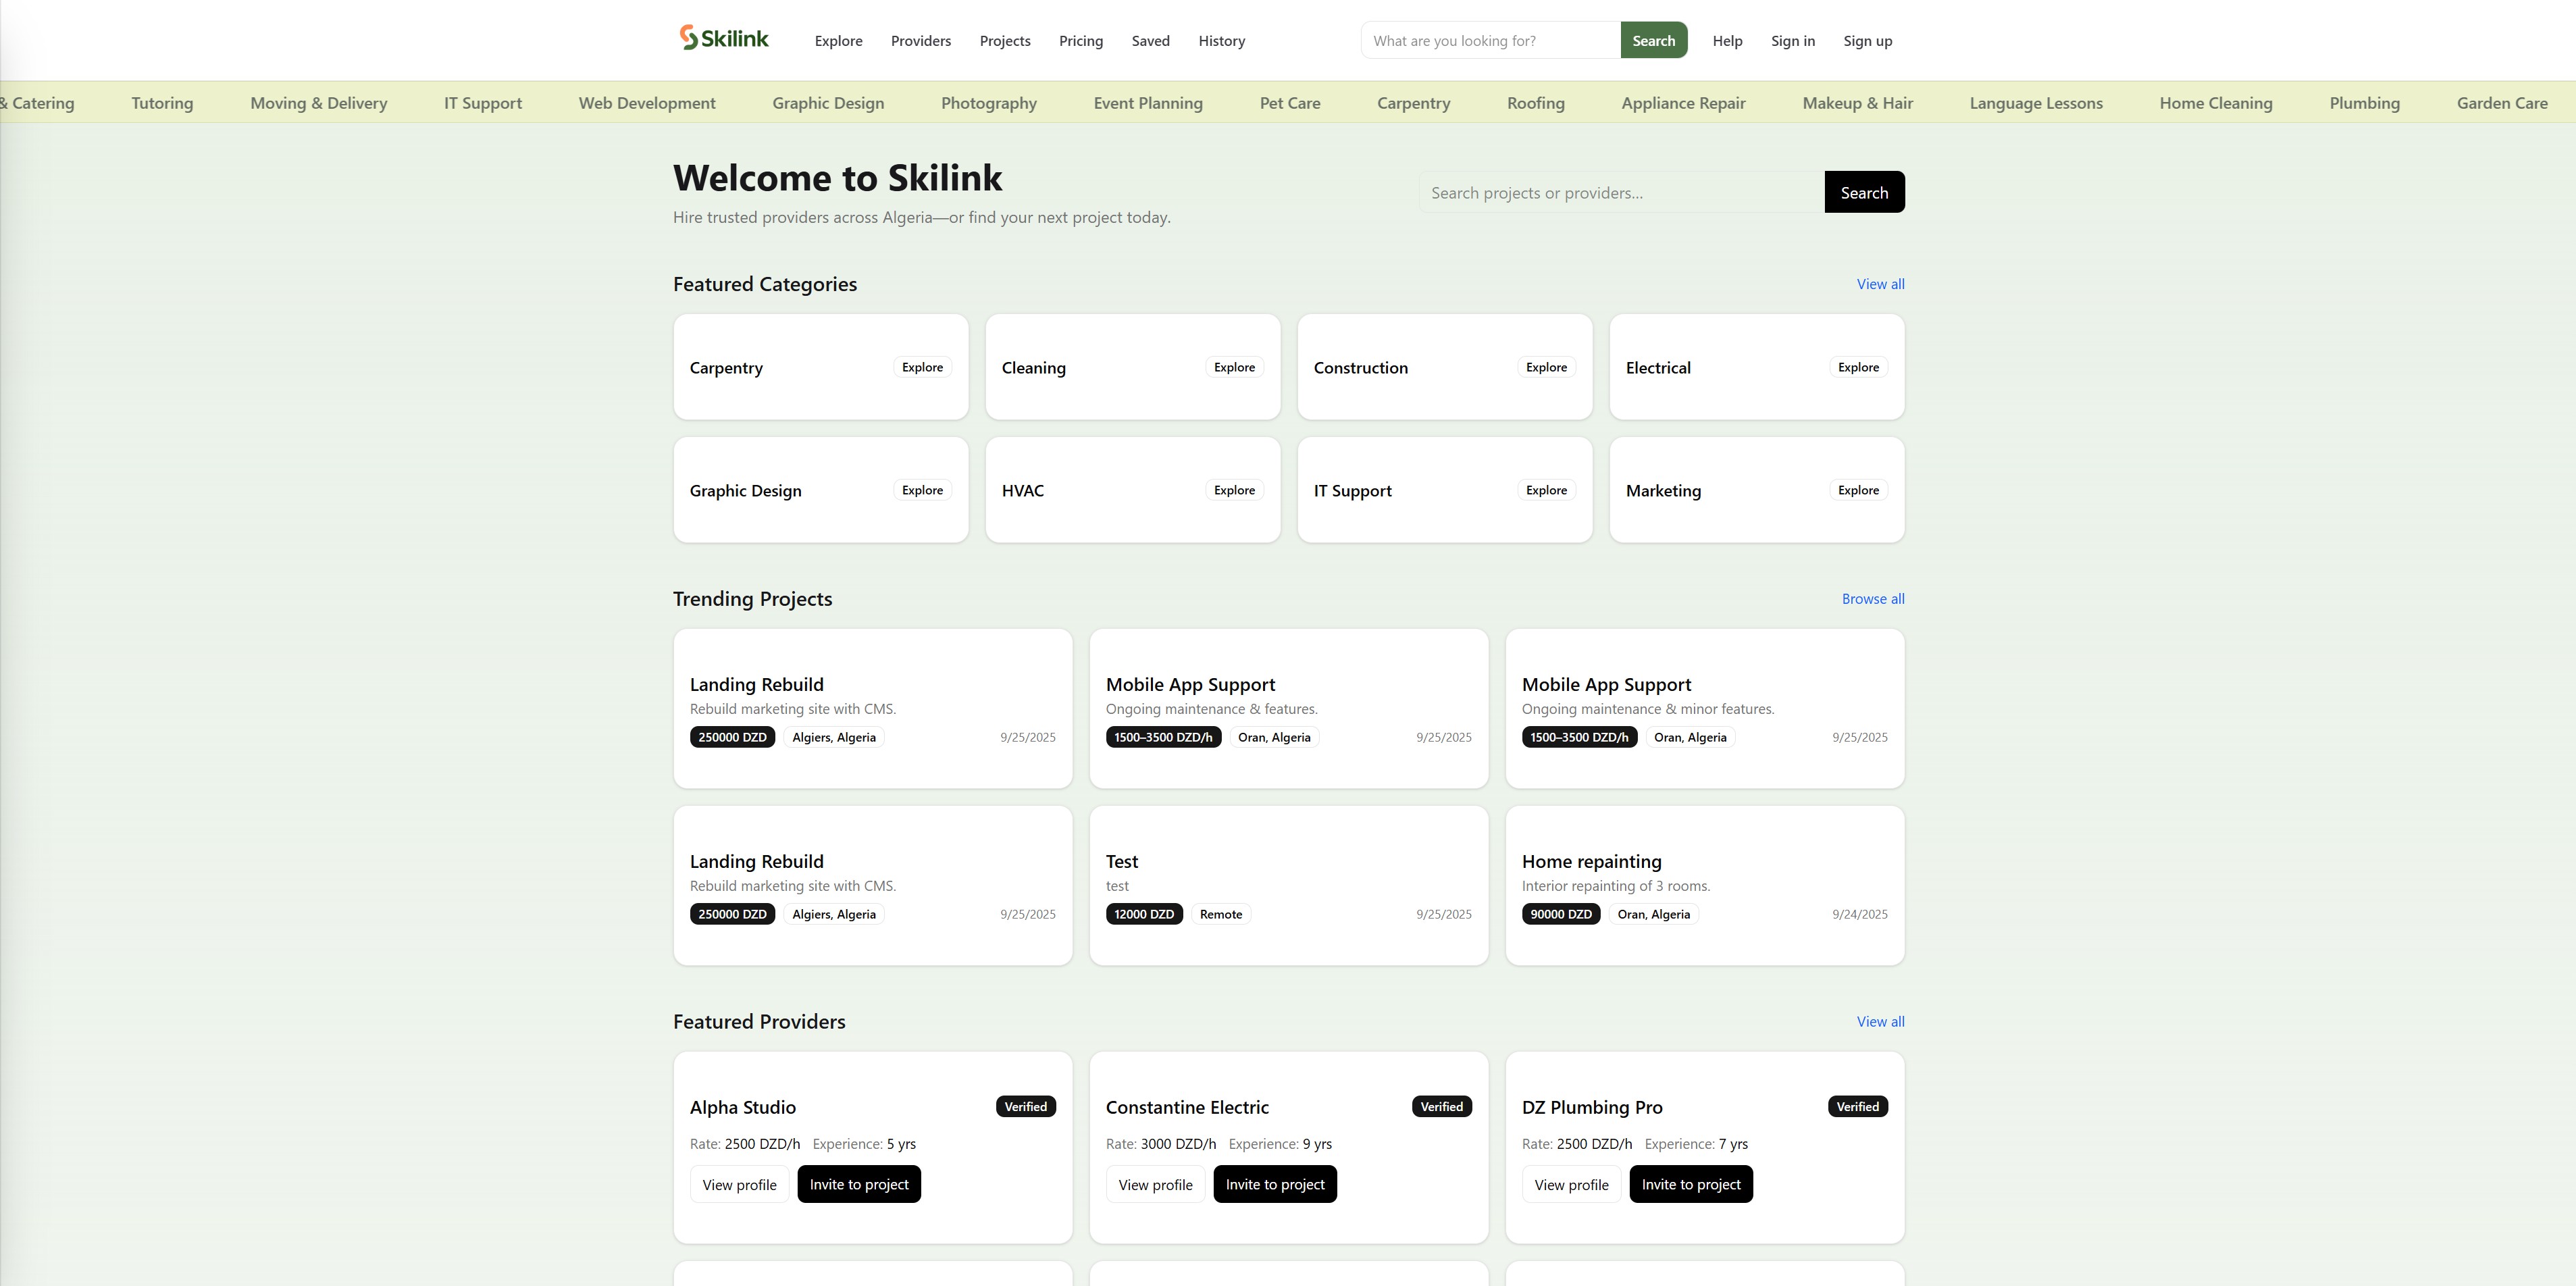 Skilink Explore Providers Projects Pricing Saved History What are you looking for? Search Help Sign in Sign up
& Catering Tutoring Moving & Delivery IT Support Web Development Graphic Design Photography Event Planning Pet Care Carpentry Roofing Appliance Repair Makeup & Hair Language Lessons Home Cleaning Plumbing Garden Care
Welcome to Skilink
Hire trusted providers across Algeria—or find your next project today.
Search projects or providers... Search
Featured Categories View all
Carpentry Explore Cleaning Explore Construction Explore Electrical Explore
Graphic Design Explore HVAC Explore IT Support Explore Marketing Explore
Trending Projects Browse all
Landing Rebuild
Rebuild marketing site with CMS.
250000 DZD Algiers, Algeria 9/25/2025
Mobile App Support
Ongoing maintenance & features.
1500–3500 DZD/h Oran, Algeria 9/25/2025
Mobile App Support
Ongoing maintenance & minor features.
1500–3500 DZD/h Oran, Algeria 9/25/2025
Landing Rebuild
Rebuild marketing site with CMS.
250000 DZD Algiers, Algeria 9/25/2025
Test
test
12000 DZD Remote 9/25/2025
Home repainting
Interior repainting of 3 rooms.
90000 DZD Oran, Algeria 9/24/2025
Featured Providers View all
Alpha Studio Verified
Rate: 2500 DZD/h Experience: 5 yrs
View profile Invite to project
Constantine Electric Verified
Rate: 3000 DZD/h Experience: 9 yrs
View profile Invite to project
DZ Plumbing Pro Verified
Rate: 2500 DZD/h Experience: 7 yrs
View profile Invite to project